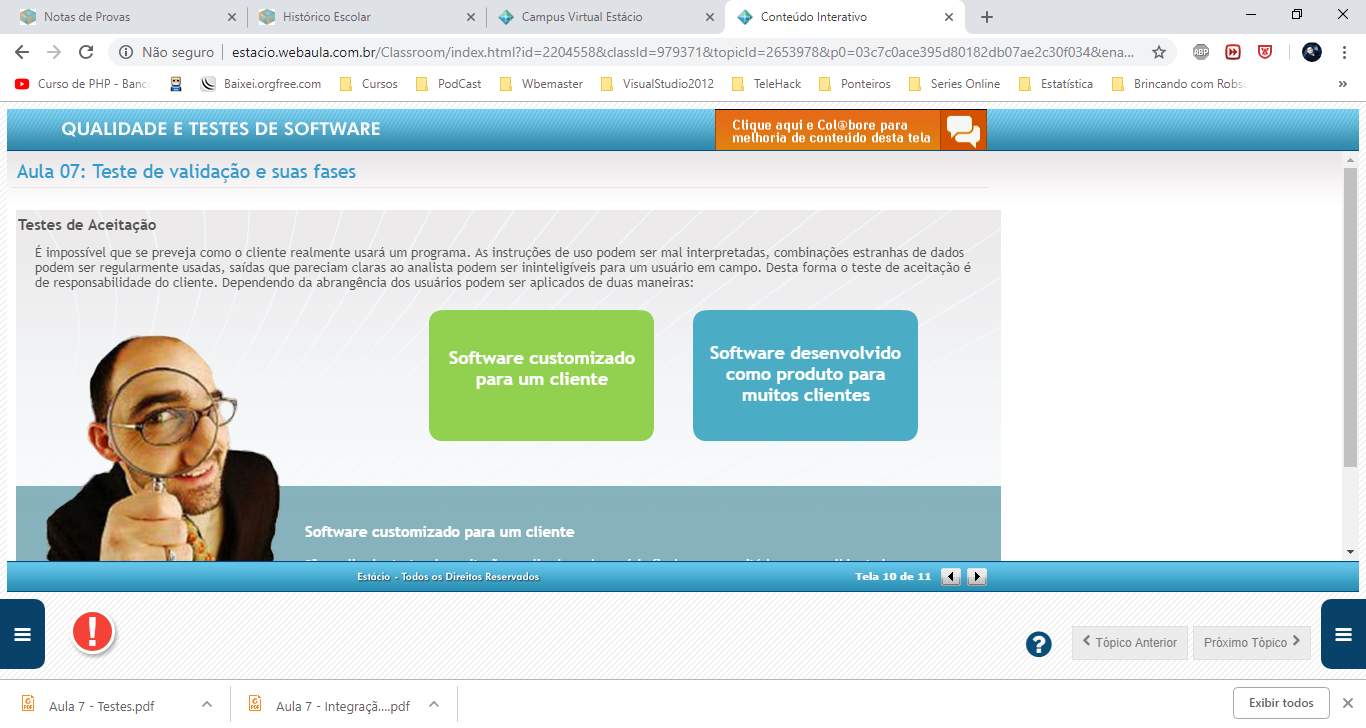 Notas de Provas
Histórico Escolar
Campus Virtual Estácio
Conteúdo Interativo
Não seguro
estacio.webaula.com.br/Classroom/index.html?id=2204558&classId=979371&topicId=2653978&p0=03c7c0ace395d80182db07ae2c30f034&ena...
ABP
Curso de PHP - Banco
Baixei.orgfree.com
Cursos
PodCast
Wbemaster
VisualStudio2012
TeleHack
Ponteiros
Series Online
Estatística
Brincando com Robso
»
QUALIDADE E TESTES DE SOFTWARE
Clique aqui e Col@bore para
melhoria de conteúdo desta tela
Aula 07: Teste de validação e suas fases
Testes de Aceitação
É impossível que se preveja como o cliente realmente usará um programa. As instruções de uso podem ser mal interpretadas, combinações estranhas de dados
podem ser regularmente usadas, saídas que pareciam claras ao analista podem ser ininteligíveis para um usuário em campo. Desta forma o teste de aceitação é
de responsabilidade do cliente. Dependendo da abrangência dos usuários podem ser aplicados de duas maneiras:
Software customizado
para um cliente
Software desenvolvido
como produto para
muitos clientes
Software customizado para um cliente
Estácio - Todos os Direitos Reservados
Tela 10 de 11
!
?
Tópico Anterior
Próximo Tópico
Aula 7 - Testes.pdf
Aula 7 - Integraçã....pdf
Exibir todos